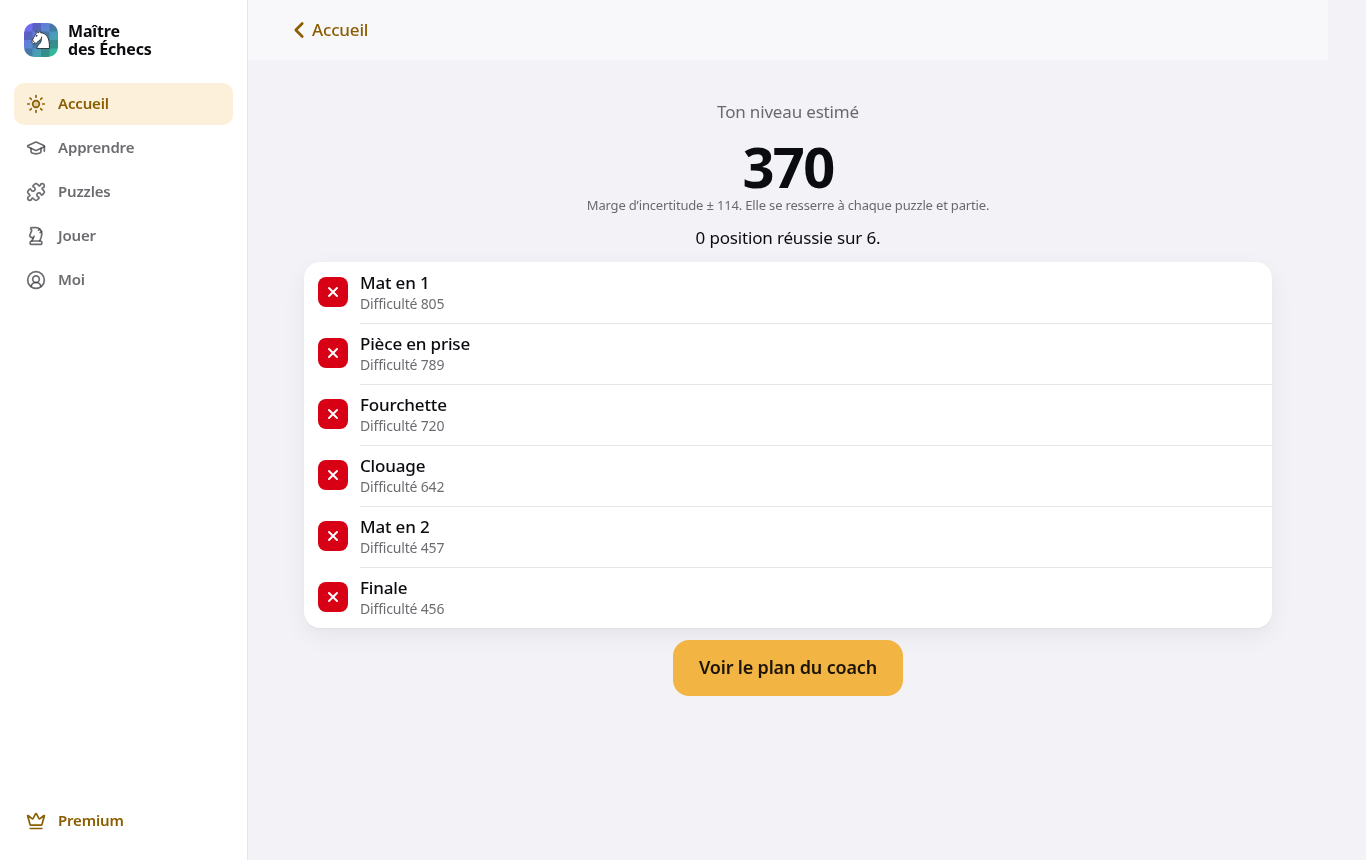 Maître
des Échecs
Accueil
Apprendre
Puzzles
Jouer
Moi
Premium
Accueil
Ton niveau estimé
370
Marge d’incertitude ± 114. Elle se resserre à chaque puzzle et partie.
0 position réussie sur 6.
Mat en 1
Difficulté 805
Pièce en prise
Difficulté 789
Fourchette
Difficulté 720
Clouage
Difficulté 642
Mat en 2
Difficulté 457
Finale
Difficulté 456
Voir le plan du coach